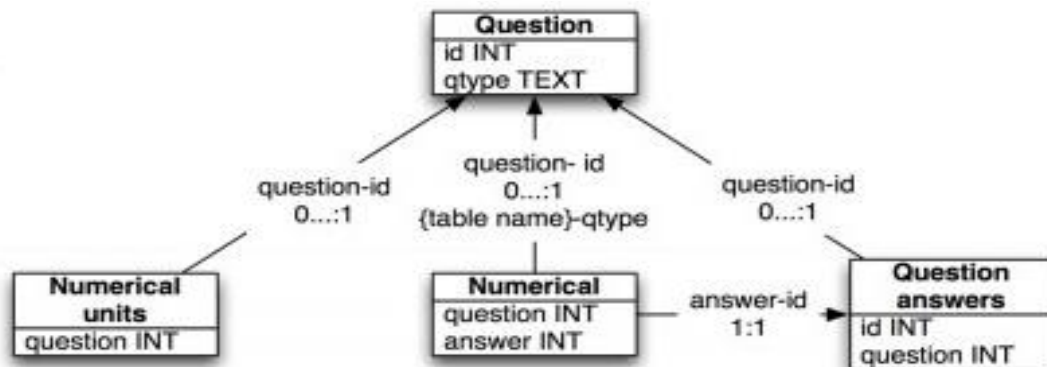 Question
id INT
qtype TEXT
question-id
0...:1
question- id
0...:1
{table name}-qtype
question-id
0...:1
Numerical
units
question INT
Numerical
question INT
answer INT
answer-id
1:1
Question
answers
id INT
question INT